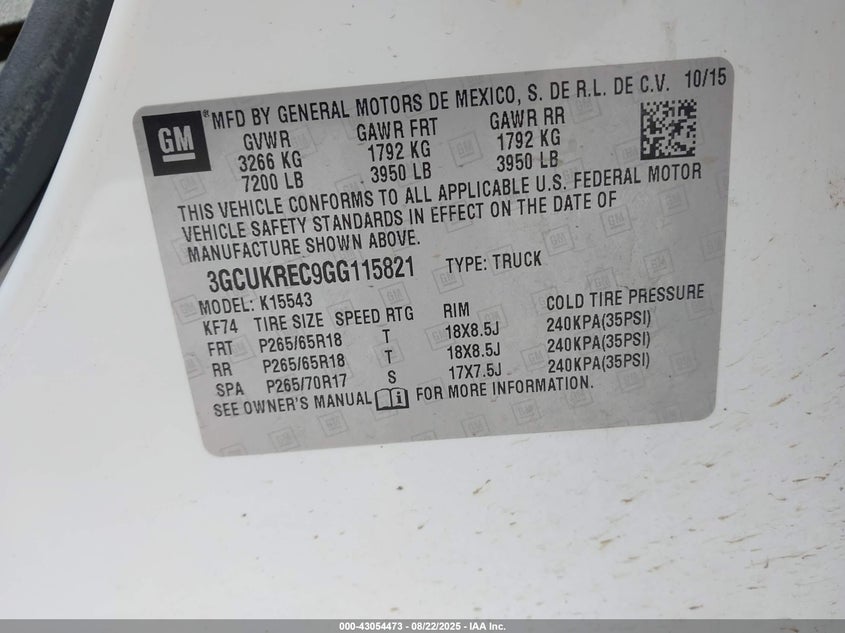 GM
® MFD BY GENERAL MOTORS DE MEXICO, S. DE R.L. DE C.V. 10/15
GVWR GAWR FRT GAWR RR
3266 KG 1792 KG 1792 KG
7200 LB 3950 LB 3950 LB
THIS VEHICLE CONFORMS TO ALL APPLICABLE U.S. FEDERAL MOTOR
VEHICLE SAFETY STANDARDS IN EFFECT ON THE DATE OF
MANUFACTURE SHOWN ABOVE.
3GCUKREC9GG115821 TYPE: TRUCK
MODEL: K15543
KF74 TIRE SIZE SPEED RTG RIM COLD TIRE PRESSURE
FRT P265/65R18 T 18X8.5J 240KPA(35PSI)
RR P265/65R18 T 18X8.5J 240KPA(35PSI)
SPA P265/70R17 S 17X7.5J 240KPA(35PSI)
SEE OWNER'S MANUAL FOR MORE INFORMATION.
000-43054473 - 08/22/2025 - IAA Inc.